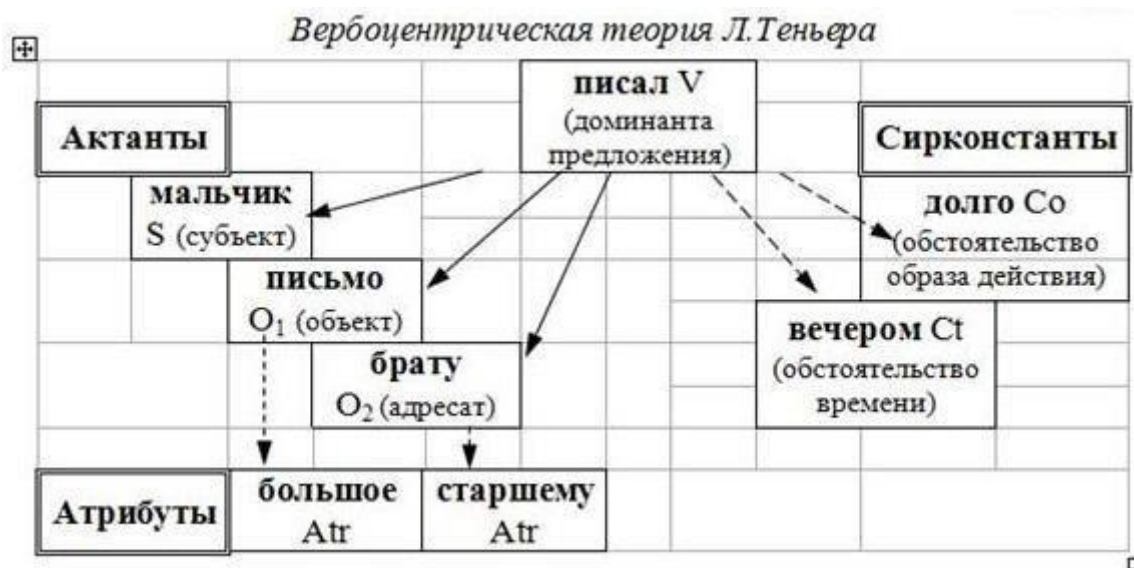 Вербоцентрическая теория Л.Теньера
писал V
(доминанта
предложения)
Актанты
Сирконстанты
мальчик
S (субъект)
долго Co
(обстоятельство
образа действия)
письмо
O₁ (объект)
вечером Ct
(обстоятельство
времени)
брату
O₂ (адресат)
Атрибуты
большое
Atr
старшему
Atr